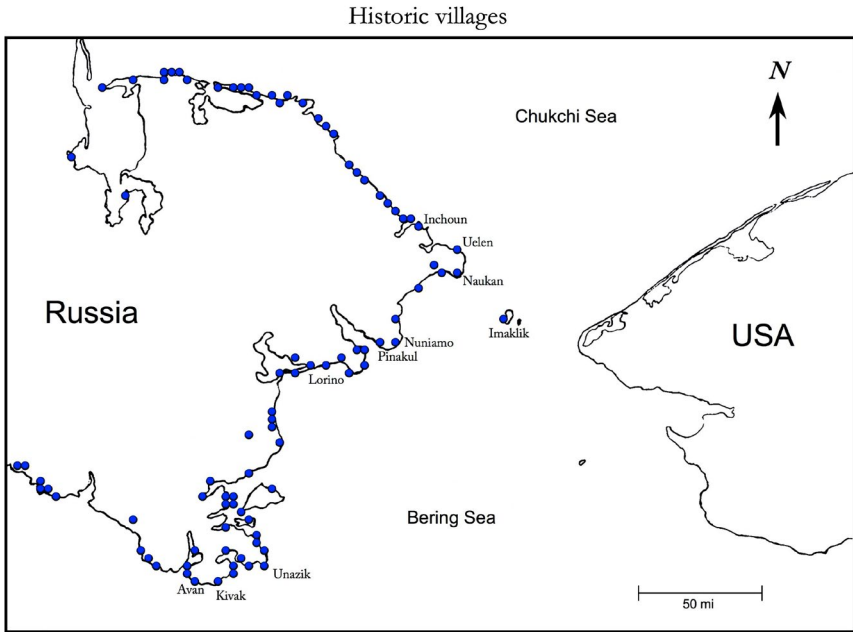 Historic villages
N
Chukchi Sea
Inchoun
Uelen
Naukan
Russia
Imaklik
USA
Nuniamo
Pinakul
Lorino
Bering Sea
Unazik
Avan
Kivak
50 mi